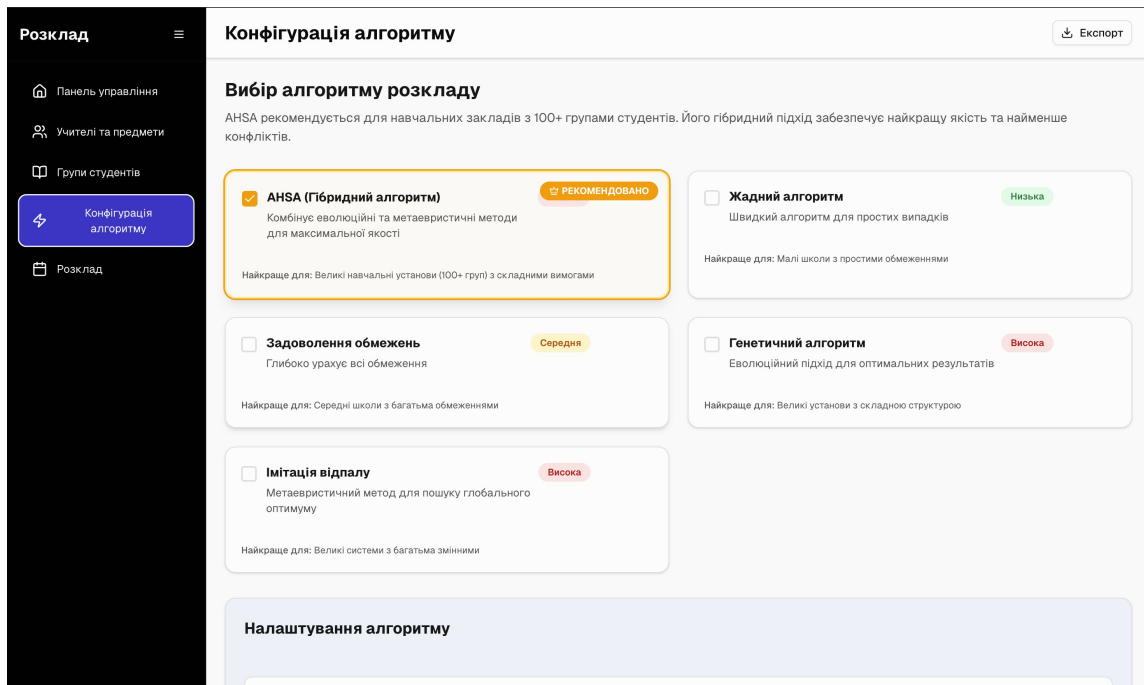 Розклад
Панель управління
Учителі та предмети
Групи студентів
Конфігурація
алгоритму
Розклад
Конфігурація алгоритму
Експорт
Вибір алгоритму розкладу
AHSA рекомендується для навчальних закладів з 100+ групами студентів. Його гібридний підхід забезпечує найкращу якість та найменше
конфліктів.
AHSA (Гібридний алгоритм)
РЕКОМЕНДОВАНО
Комбінує еволюційні та метаевристичні методи
для максимальної якості
Найкраще для: Великі навчальні установи (100+ груп) з складними вимогами
Жадний алгоритм
Низька
Швидкий алгоритм для простих випадків
Найкраще для: Малі школи з простими обмеженнями
Задоволення обмежень
Середня
Глибоко урахує всі обмеження
Найкраще для: Середні школи з багатьма обмеженнями
Генетичний алгоритм
Висока
Еволюційний підхід для оптимальних результатів
Найкраще для: Великі установи з складною структурою
Імітація відпалу
Висока
Метаевристичний метод для пошуку глобального
оптимуму
Найкраще для: Великі системи з багатьма змінними
Налаштування алгоритму